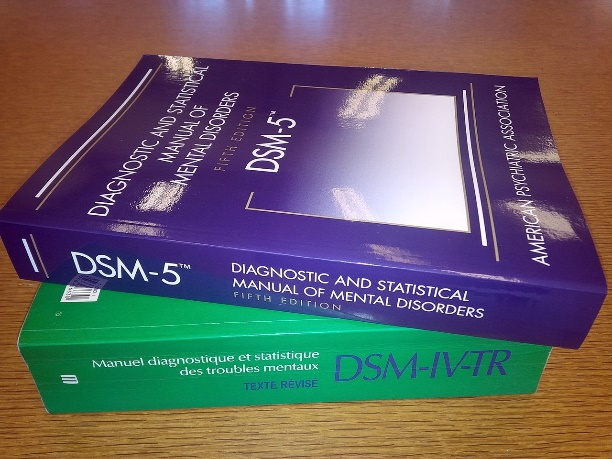 DIAGNOSTIC AND STATISTICAL
MANUAL OF
MENTAL DISORDERS
FIFTH EDITION
DSM-5™
AMERICAN PSYCHIATRIC ASSOCIATION
DSM-5™
DIAGNOSTIC AND STATISTICAL
MANUAL OF MENTAL DISORDERS
FIFTH EDITION
Manuel diagnostique et statistique
des troubles mentaux
TEXTE RÉVISÉ
DSM-IV-TR